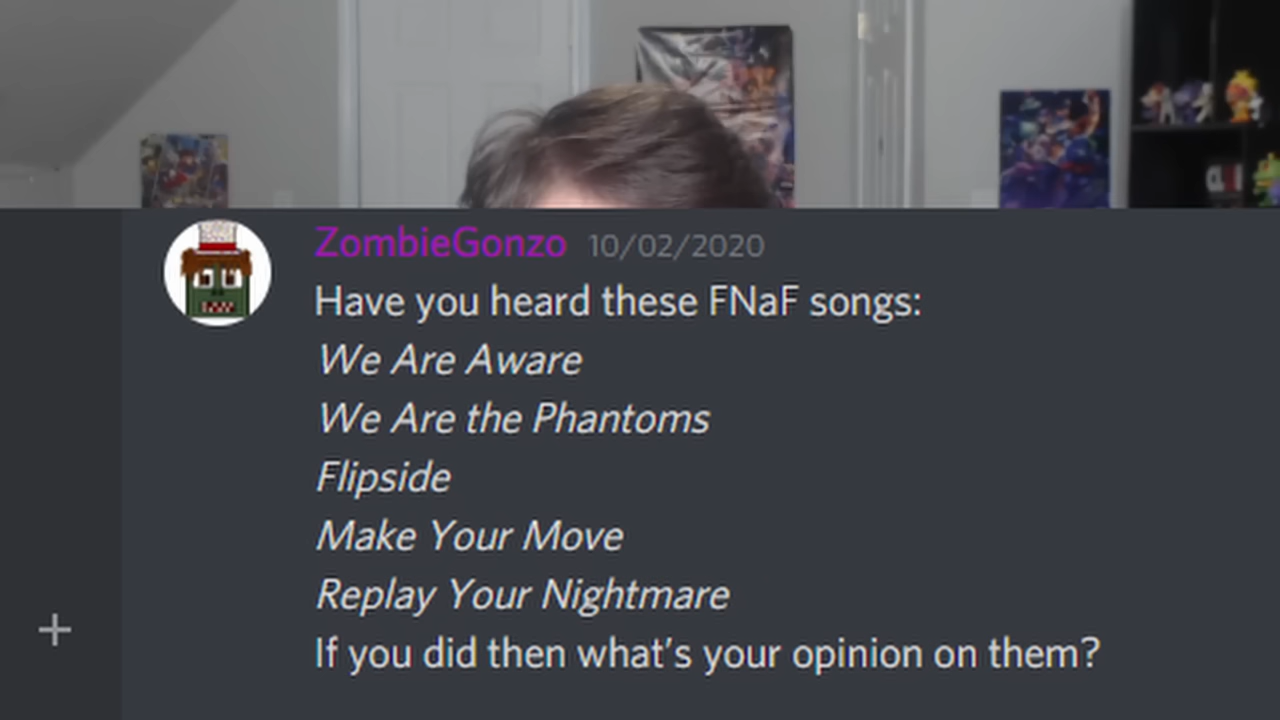 ZombieGonzo 10/02/2020
Have you heard these FNaF songs:
We Are Aware
We Are the Phantoms
Flipside
Make Your Move
Replay Your Nightmare
If you did then what's your opinion on them?